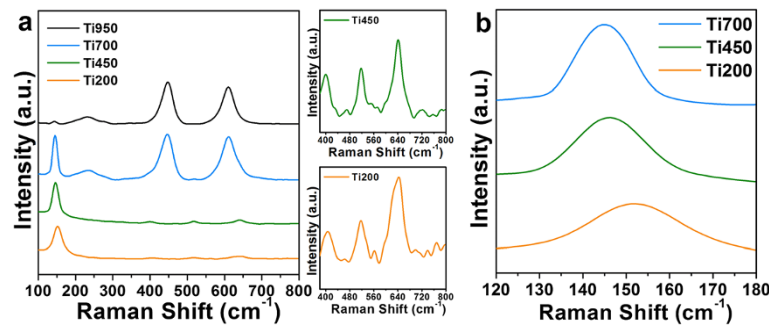 a
Ti950
Ti700
Ti450
Ti200
Intensity (a.u.)
100 200 300 400 500 600 700 800
Raman Shift (cm-1)
Ti450
Intensity (a.u.)
400 480 560 640 720 800
Raman Shift (cm-1)
Ti200
Intensity (a.u.)
400 480 560 640 720 800
Raman Shift (cm-1)
b
Ti700
Ti450
Ti200
Intensity (a.u.)
120 130 140 150 160 170 180
Raman Shift (cm-1)